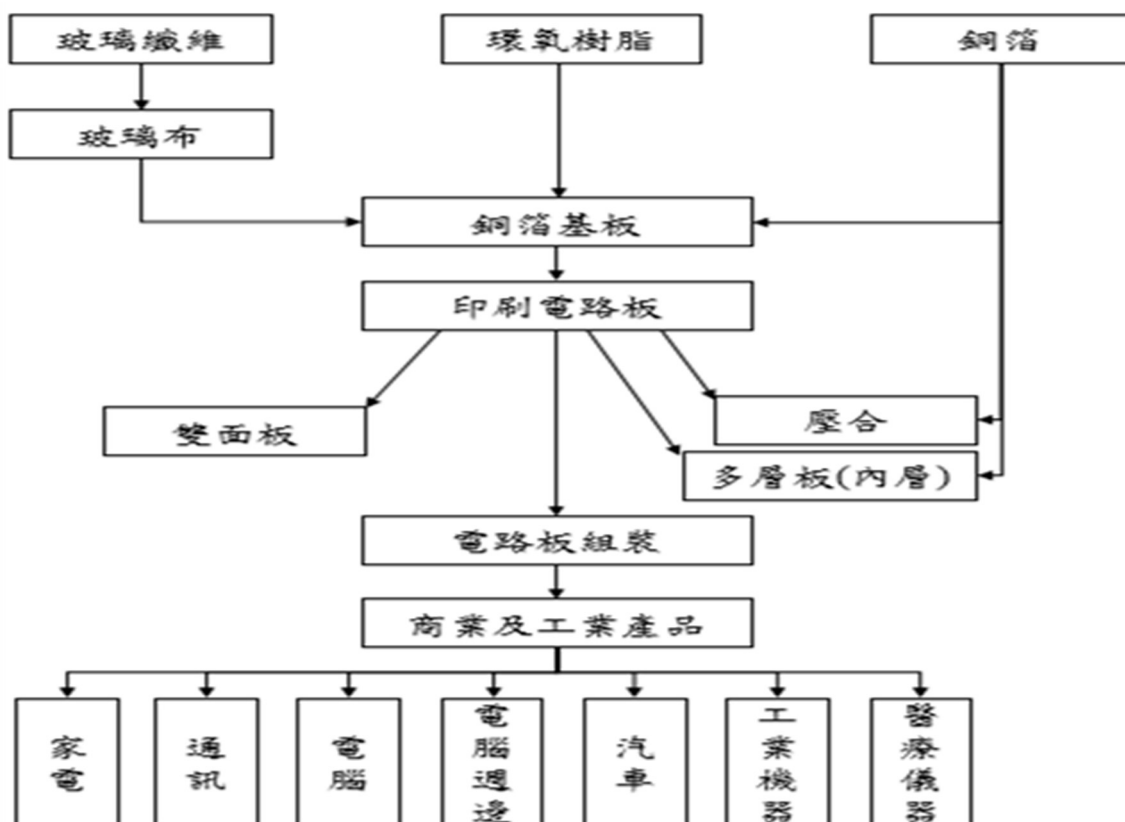 玻璃纖維
環氧樹脂
銅箔
玻璃布
銅箔基板
印刷電路板
雙面板
壓合
多層板(內層)
電路板組裝
商業及工業產品
家電
通訊
電腦
電腦週邊
汽車
工業機器
醫療儀器